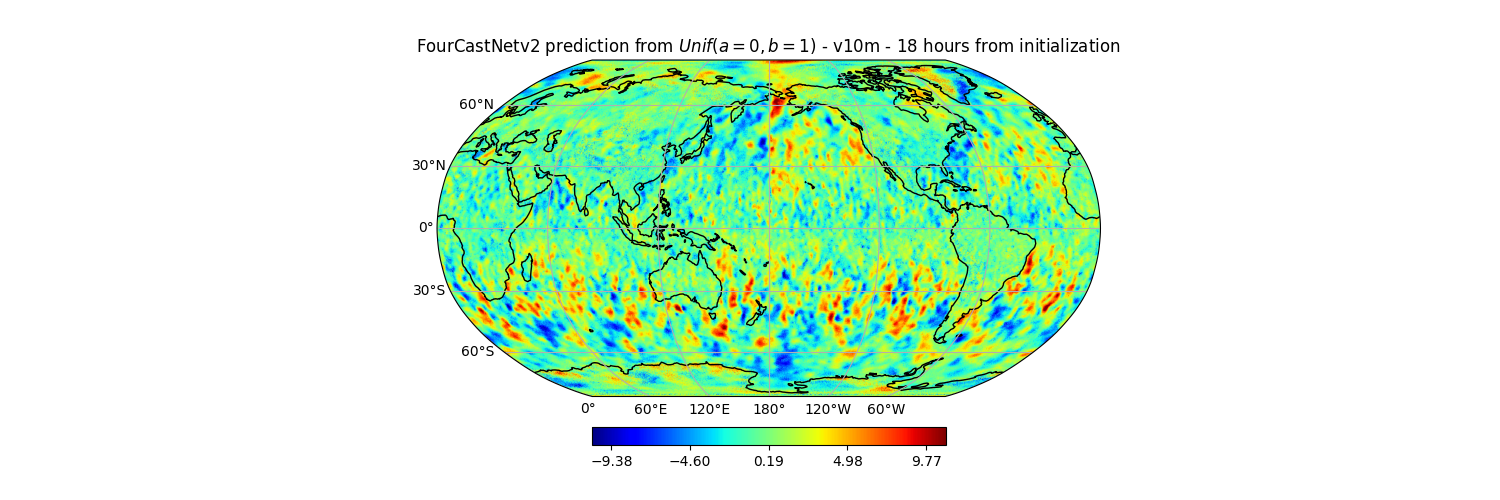 FourCastNetv2 prediction from Unif(a = 0, b = 1) - v10m - 18 hours from initialization
60°N
30°N
0°
30°S
60°S
0° 60°E 120°E 180° 120°W 60°W
−9.38 −4.60 0.19 4.98 9.77